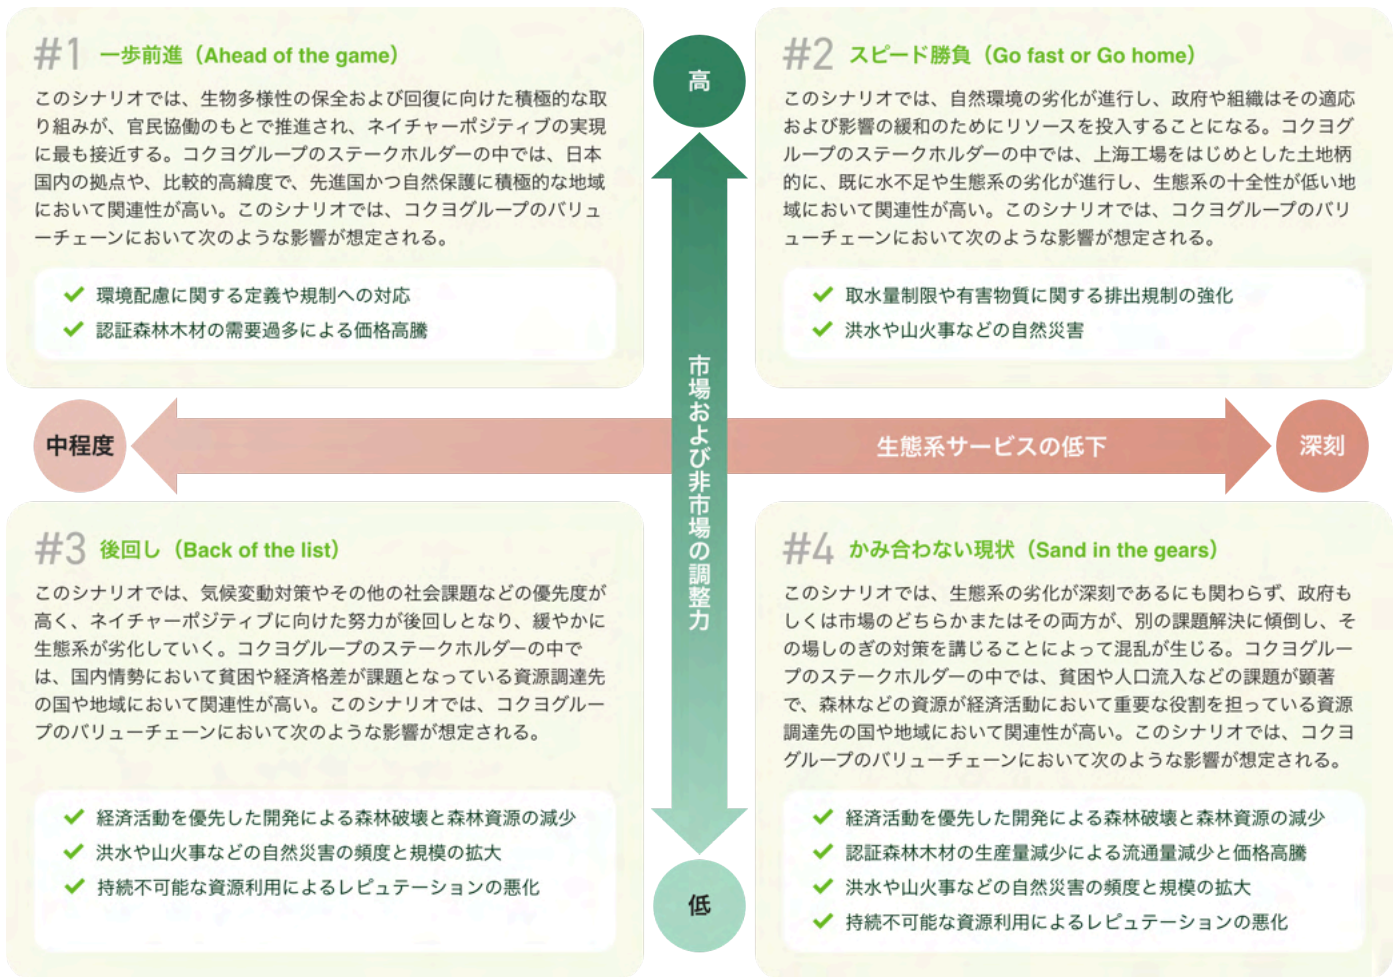 #1 一歩前進（Ahead of the game）
このシナリオでは、生物多様性の保全および回復に向けた積極的な取
り組みが、官民協働のもとで推進され、ネイチャーポジティブの実現
に最も接近する。コクヨグループのステークホルダーの中では、日本
国内の拠点や、比較的高緯度で、先進国かつ自然保護に積極的な地域
において関連性が高い。このシナリオでは、コクヨグループのバリュ
ーチェーンにおいて次のような影響が想定される。
環境配慮に関する定義や規制への対応
認証森林木材の需要過多による価格高騰
高
#2 スピード勝負（Go fast or Go home）
このシナリオでは、自然環境の劣化が進行し、政府や組織はその適応
および影響の緩和のためにリソースを投入することになる。コクヨグ
ループのステークホルダーの中では、上海工場をはじめとした土地柄
的に、既に水不足や生態系の劣化が進行し、生態系の十全性が低い地
域において関連性が高い。このシナリオでは、コクヨグループのバリ
ューチェーンにおいて次のような影響が想定される。
取水量制限や有害物質に関する排出規制の強化
洪水や山火事などの自然災害
市場および非市場の調整力
中程度
生態系サービスの低下
深刻
#3 後回し（Back of the list）
このシナリオでは、気候変動対策やその他の社会課題などの優先度が
高く、ネイチャーポジティブに向けた努力が後回しとなり、緩やかに
生態系が劣化していく。コクヨグループのステークホルダーの中で
は、国内情勢において貧困や経済格差が課題となっている資源調達先
の国や地域において関連性が高い。このシナリオでは、コクヨグルー
プのバリューチェーンにおいて次のような影響が想定される。
経済活動を優先した開発による森林破壊と森林資源の減少
洪水や山火事などの自然災害の頻度と規模の拡大
持続不可能な資源利用によるレピュテーションの悪化
低
#4 かみ合わない現状（Sand in the gears）
このシナリオでは、生態系の劣化が深刻であるにも関わらず、政府も
しくは市場のどちらかまたはその両方が、別の課題解決に傾倒し、そ
の場しのぎの対策を講じることによって混乱が生じる。コクヨグルー
プのステークホルダーの中では、貧困や人口流入などの課題が顕著
で、森林などの資源が経済活動において重要な役割を担っている資源
調達先の国や地域において関連性が高い。このシナリオでは、コクヨ
グループのバリューチェーンにおいて次のような影響が想定される。
経済活動を優先した開発による森林破壊と森林資源の減少
認証森林木材の生産量減少による流通量減少と価格高騰
洪水や山火事などの自然災害の頻度と規模の拡大
持続不可能な資源利用によるレピュテーションの悪化